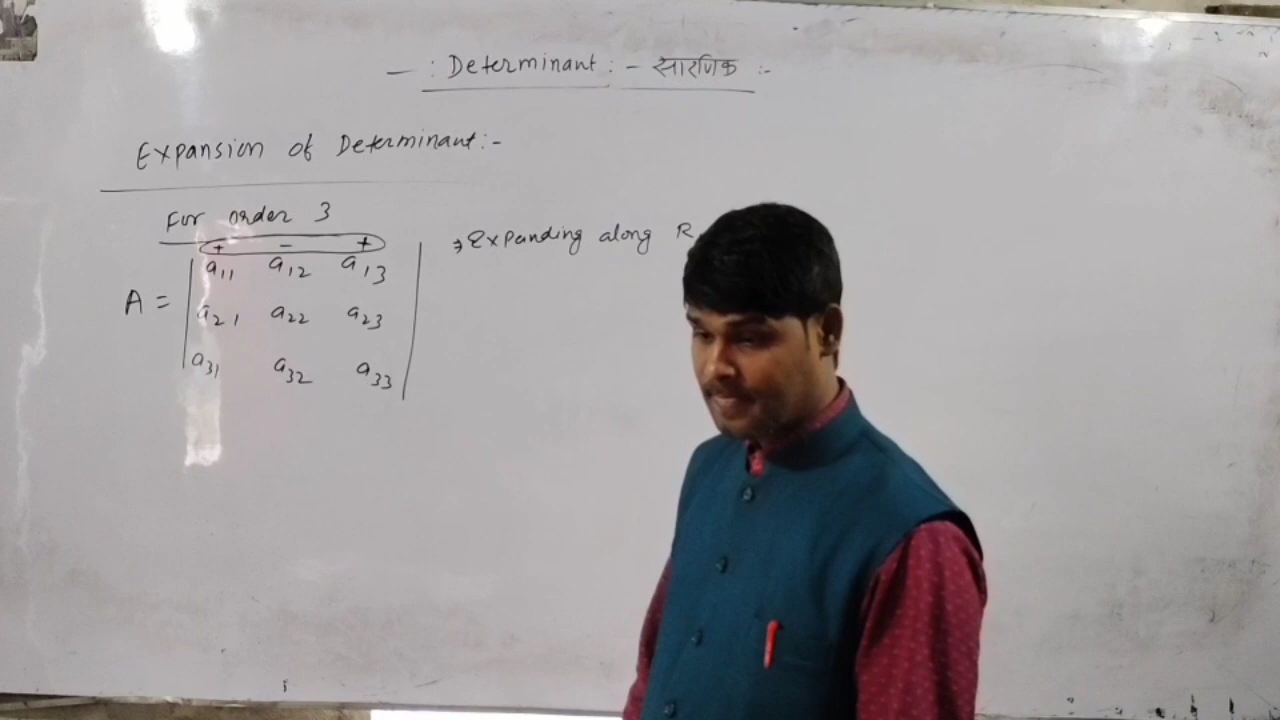 — : Determinant : - सारणिक :-
Expansion of Determinant:-
For order 3
+ - +
⇒ Expanding along R
a11 a12 a13
A = a21 a22 a23
a31 a32 a33